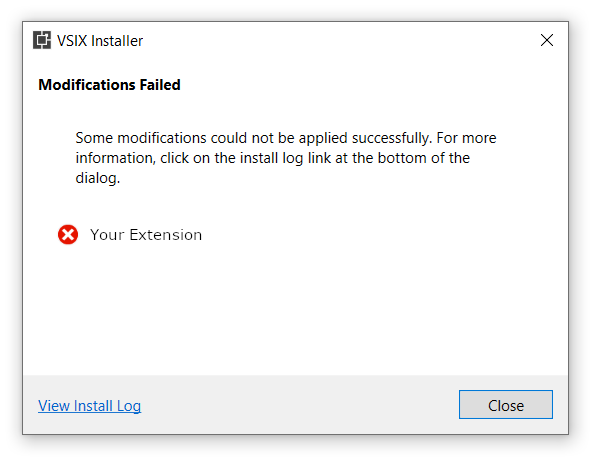 VSIX Installer
Modifications Failed
Some modifications could not be applied successfully. For more
information, click on the install log link at the bottom of the
dialog.
Your Extension
View Install Log
Close